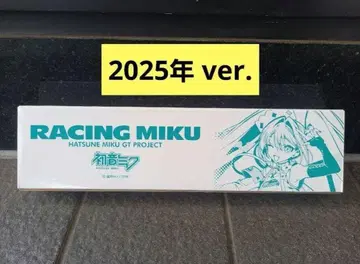 2025年 ver.
RACING MIKU
HATSUNE MIKU GT PROJECT
初音ミク